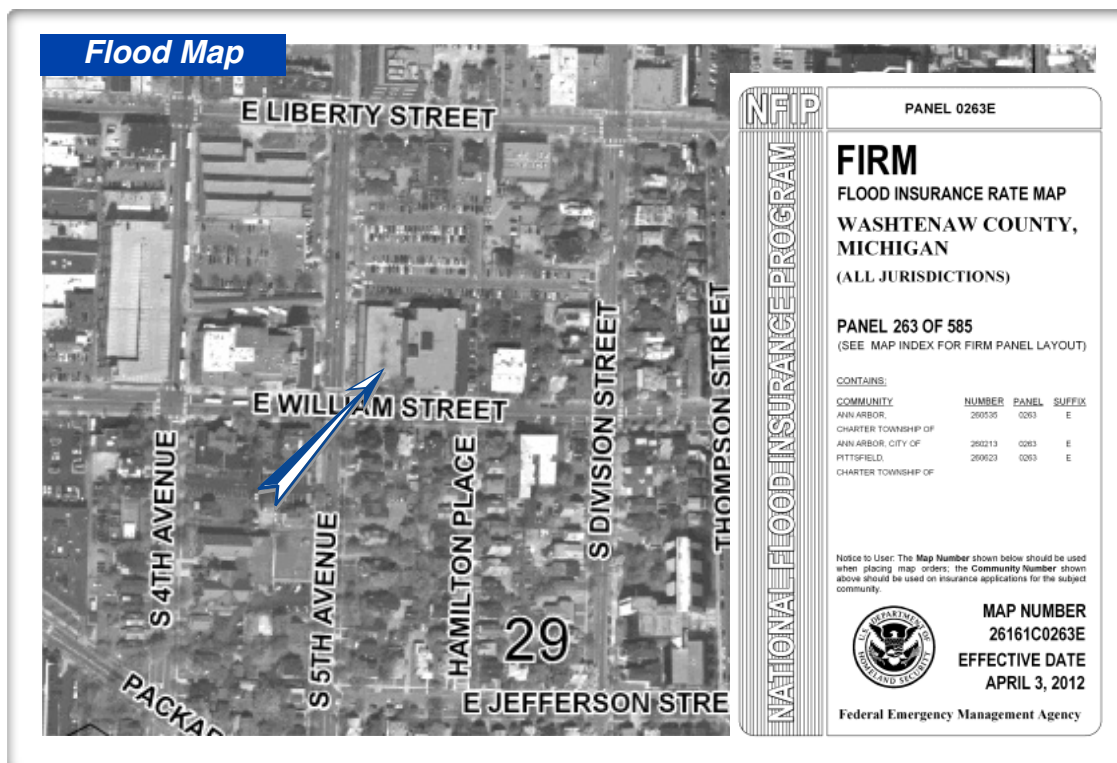 Flood Map
E LIBERTY STREET
E WILLIAM STREET
S 4TH AVENUE
S 5TH AVENUE
HAMILTON PLACE
S DIVISION STREET
THOMPSON STREET
29
PACKAR
E JEFFERSON STRE
NFIP
NATIONAL FLOOD INSURANCE PROGRAM
PANEL 0263E
FIRM
FLOOD INSURANCE RATE MAP
WASHTENAW COUNTY,
MICHIGAN
(ALL JURISDICTIONS)
PANEL 263 OF 585
(SEE MAP INDEX FOR FIRM PANEL LAYOUT)
CONTAINS:
COMMUNITY NUMBER PANEL SUFFIX
ANN ARBOR, 260535 0263 E
CHARTER TOWNSHIP OF
ANN ARBOR, CITY OF 260213 0263 E
PITTSFIELD, 260623 0263 E
CHARTER TOWNSHIP OF
Notice to User: The Map Number shown below should be used
when placing map orders; the Community Number shown
above should be used on insurance applications for the subject
community.
U.S. DEPARTMENT OF
HOMELAND SECURITY
MAP NUMBER
26161C0263E
EFFECTIVE DATE
APRIL 3, 2012
Federal Emergency Management Agency